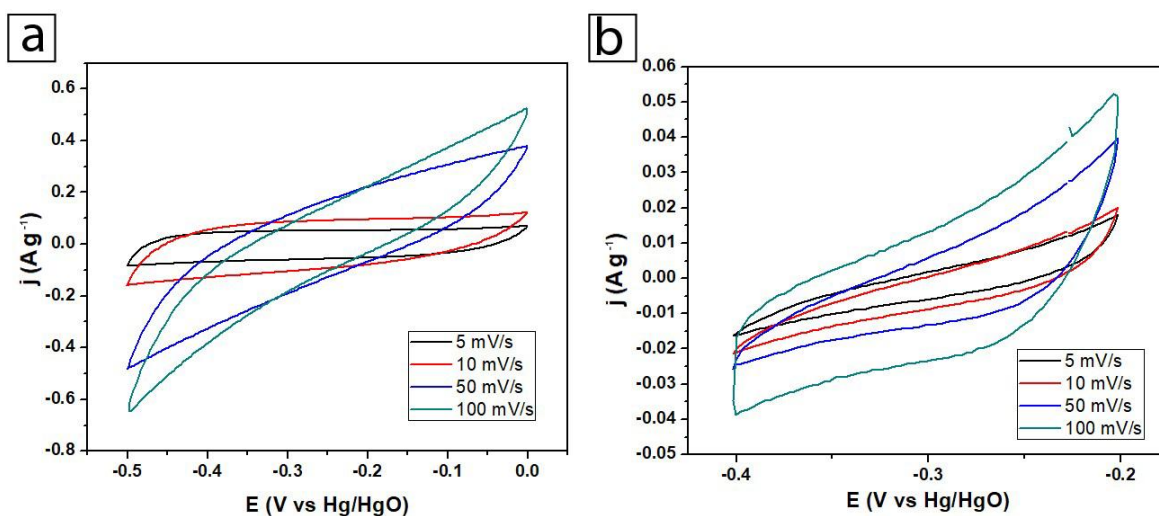 a
0.6
0.4
0.2
0.0
-0.2
-0.4
-0.6
-0.8
j (A g⁻¹)
-0.5 -0.4 -0.3 -0.2 -0.1 0.0
E (V vs Hg/HgO)
5 mV/s
10 mV/s
50 mV/s
100 mV/s
b
0.06
0.05
0.04
0.03
0.02
0.01
0.00
-0.01
-0.02
-0.03
-0.04
-0.05
j (A g⁻¹)
-0.4 -0.3 -0.2
E (V vs Hg/HgO)
5 mV/s
10 mV/s
50 mV/s
100 mV/s